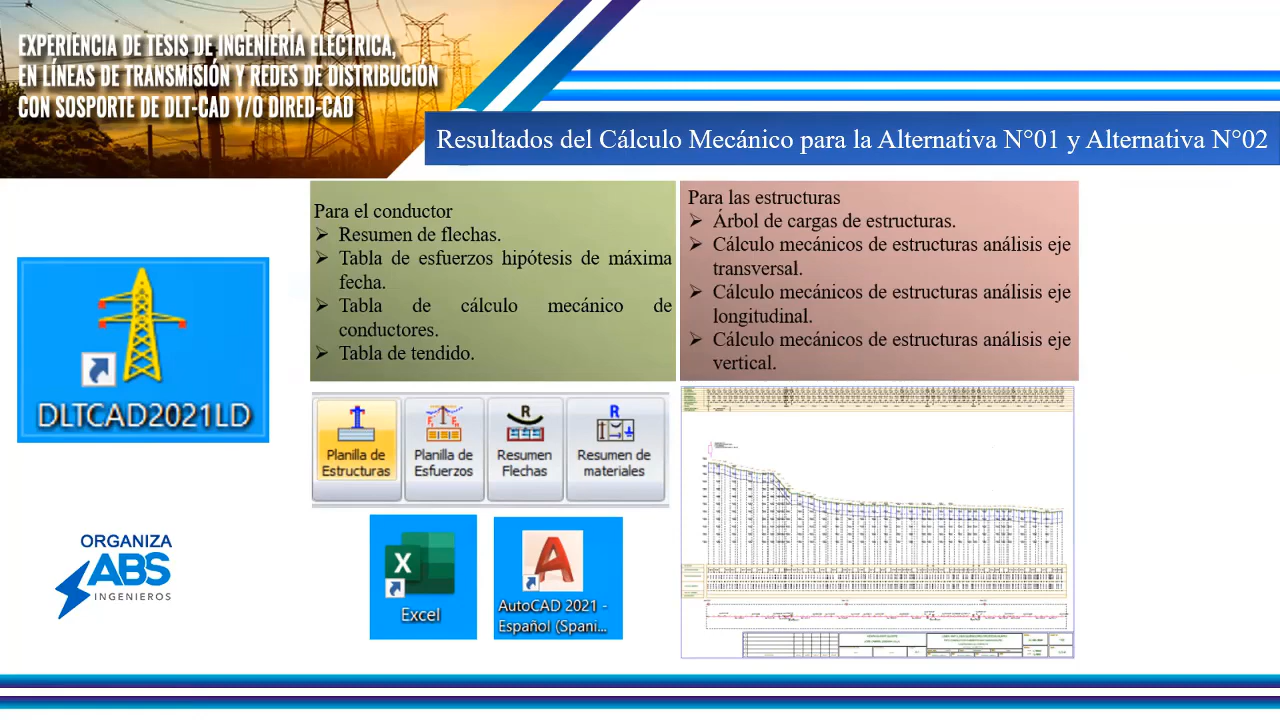 EXPERIENCIA DE TESIS DE INGENIERÍA ELÉCTRICA,
EN LÍNEAS DE TRANSMISIÓN Y REDES DE DISTRIBUCIÓN
CON SOSPORTE DE DLT-CAD Y/O DIRED-CAD
Resultados del Cálculo Mecánico para la Alternativa N°01 y Alternativa N°02
Para el conductor
➢ Resumen de flechas.
➢ Tabla de esfuerzos hipótesis de máxima
fecha.
➢ Tabla de cálculo mecánico de
conductores.
➢ Tabla de tendido.
Para las estructuras
➢ Árbol de cargas de estructuras.
➢ Cálculo mecánicos de estructuras análisis eje
transversal.
➢ Cálculo mecánicos de estructuras análisis eje
longitudinal.
➢ Cálculo mecánicos de estructuras análisis eje
vertical.
DLTCAD2021LD
Planilla de
Estructuras
Planilla de
Esfuerzos
R
Resumen
Flechas
R
Resumen de
materiales
X
Excel
A
AutoCAD 2021 -
Español (Spani...
ORGANIZA
ABS
INGENIEROS